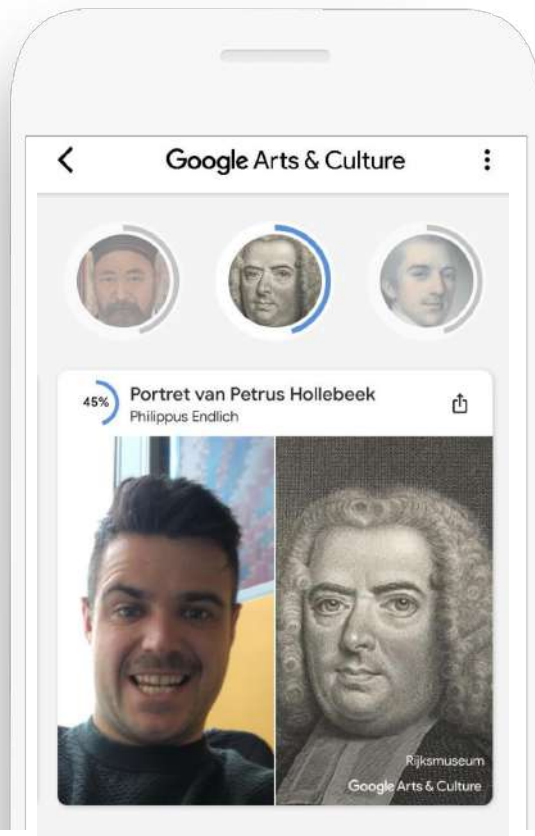 Google Arts & Culture
45%
Portret van Petrus Hollebeek
Philippus Endlich
Rijksmuseum
Google Arts & Culture